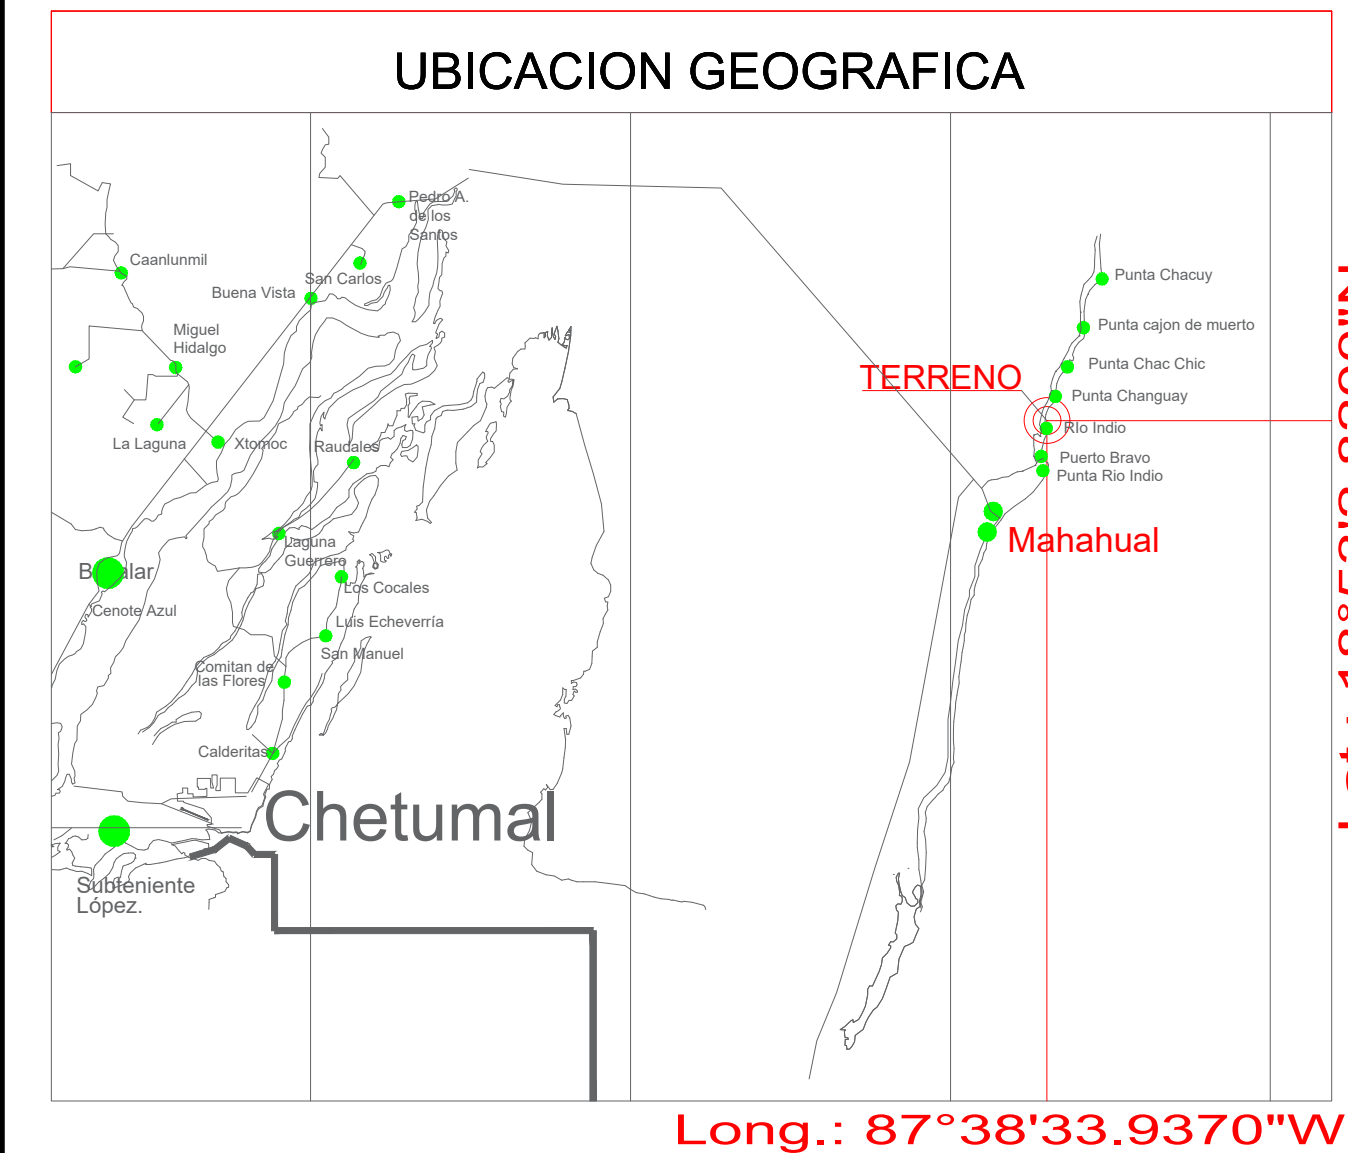 UBICACION GEOGRAFICA
Pedro A.
de los
Santos
Caanlunmil
San Carlos
Buena Vista
Punta Chacuy
Miguel
Hidalgo
Punta cajon de muerto
Punta Chac Chic
TERRENO
Punta Changuay
La Laguna
Xtomoc
Raudales
RIo Indio
Puerto Bravo
Punta Rio Indio
Laguna
Guerrero
Mahahual
Los Cocales
Cenote Azul
Luis Echeverría
San Manuel
Comitan de
las Flores
Calderitas
Chetumal
Subteniente
López.
Long.: 87°38'33.9370"W